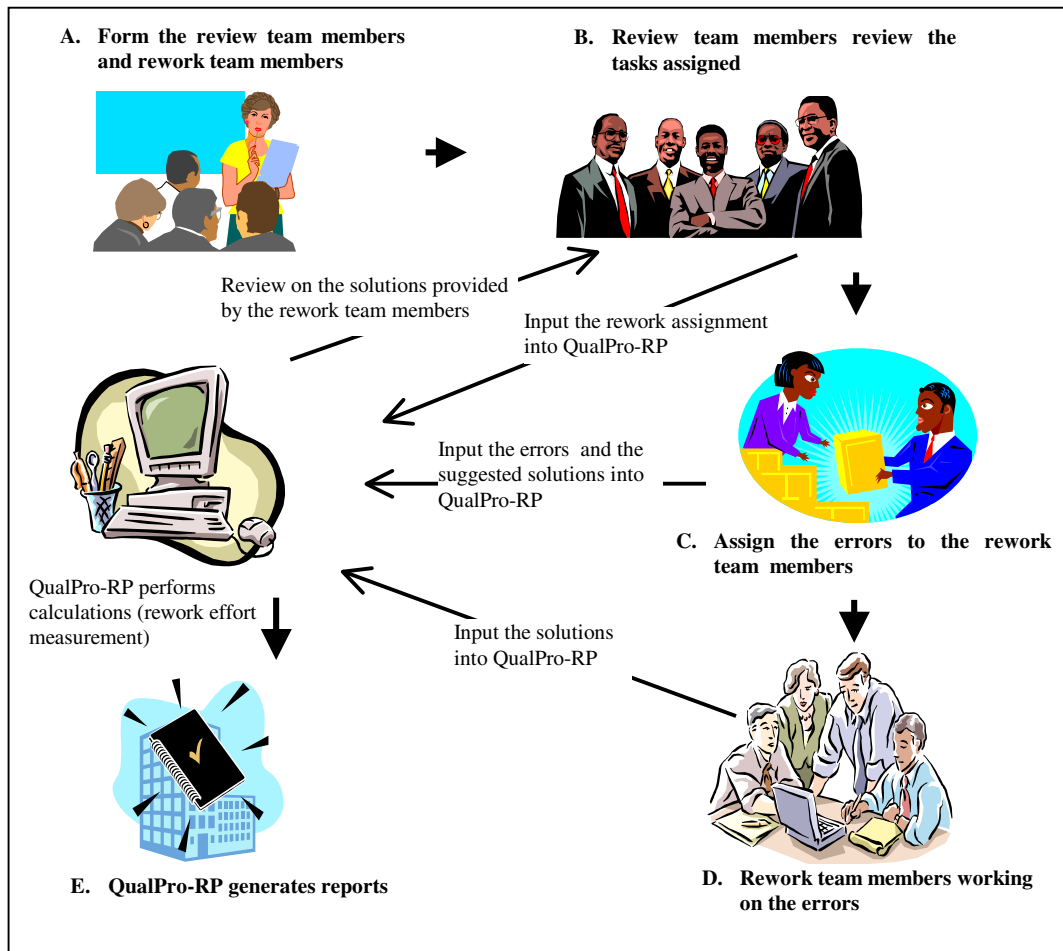 A. Form the review team members
and rework team members
B. Review team members review the
tasks assigned
Review on the solutions provided
by the rework team members
Input the rework assignment
into QualPro-RP
Input the errors and the
suggested solutions into
QualPro-RP
C. Assign the errors to the rework
team members
QualPro-RP performs
calculations (rework effort
measurement)
Input the solutions
into QualPro-RP
E. QualPro-RP generates reports
D. Rework team members working
on the errors